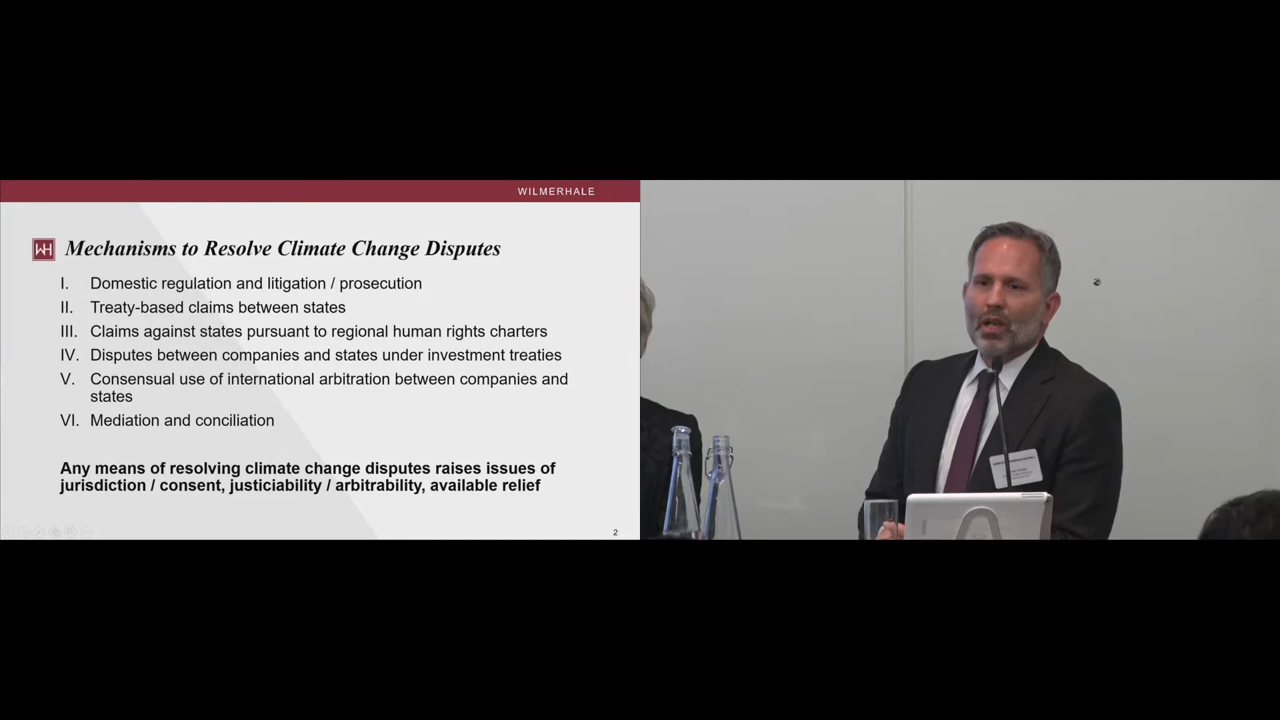 WILMERHALE
WH
Mechanisms to Resolve Climate Change Disputes
I. Domestic regulation and litigation / prosecution
II. Treaty-based claims between states
III. Claims against states pursuant to regional human rights charters
IV. Disputes between companies and states under investment treaties
V. Consensual use of international arbitration between companies and
states
VI. Mediation and conciliation
Any means of resolving climate change disputes raises issues of
jurisdiction / consent, justiciability / arbitrability, available relief
2